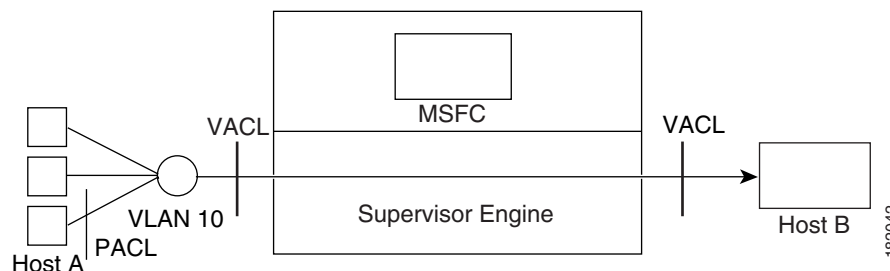 MSFC
VACL
VACL
Supervisor Engine
VLAN 10
Host B
PACL
Host A